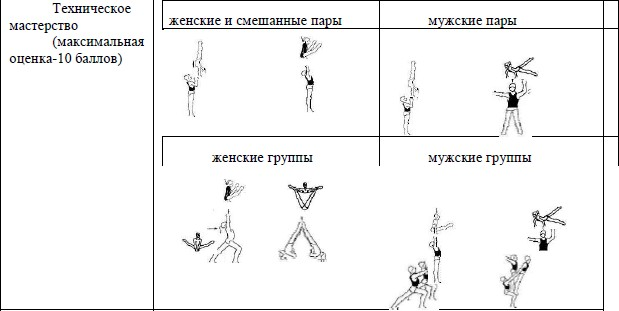 Техническое
мастерство
(максимальная
оценка-10 баллов)
женские и смешанные пары
мужские пары
женские группы
мужские группы